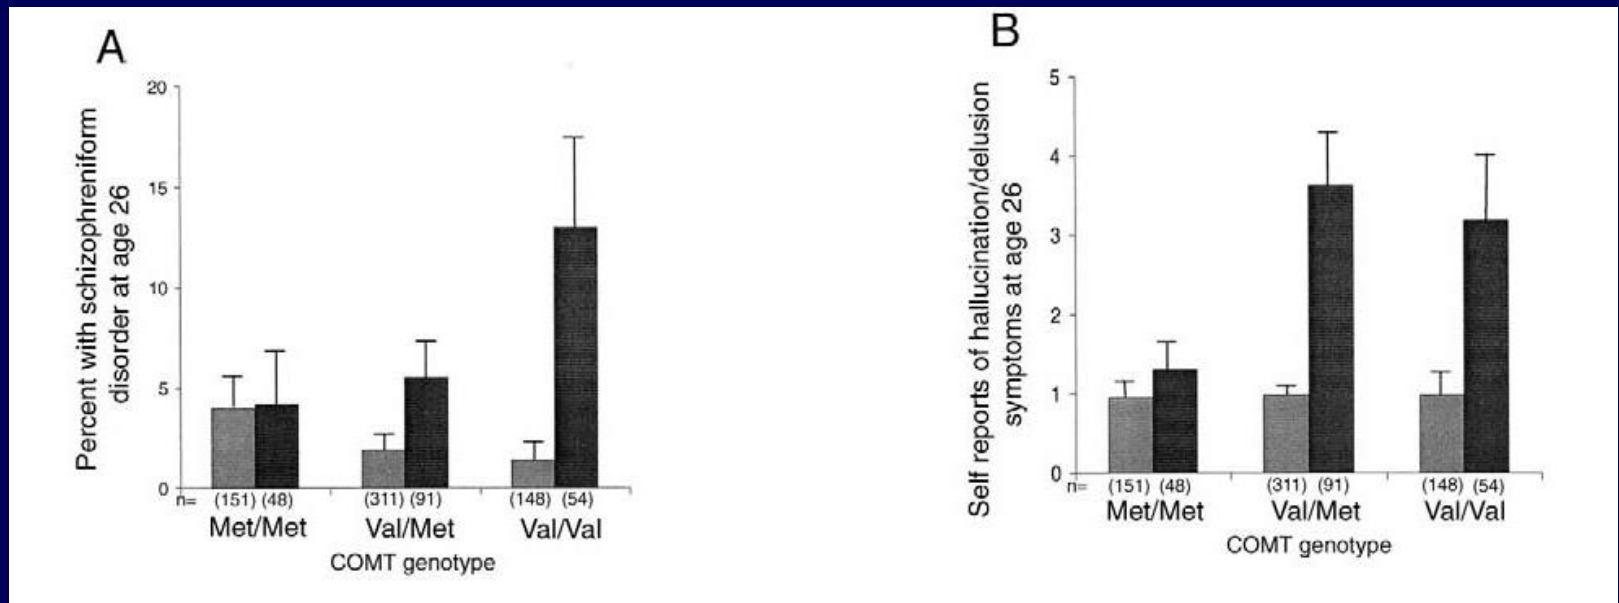 A
Percent with schizophreniform
disorder at age 26
20
15
10
5
0
n= (151) (48) (311) (91) (148) (54)
Met/Met Val/Met Val/Val
COMT genotype
B
Self reports of hallucination/delusion
symptoms at age 26
5
4
3
2
1
0
n= (151) (48) (311) (91) (148) (54)
Met/Met Val/Met Val/Val
COMT genotype